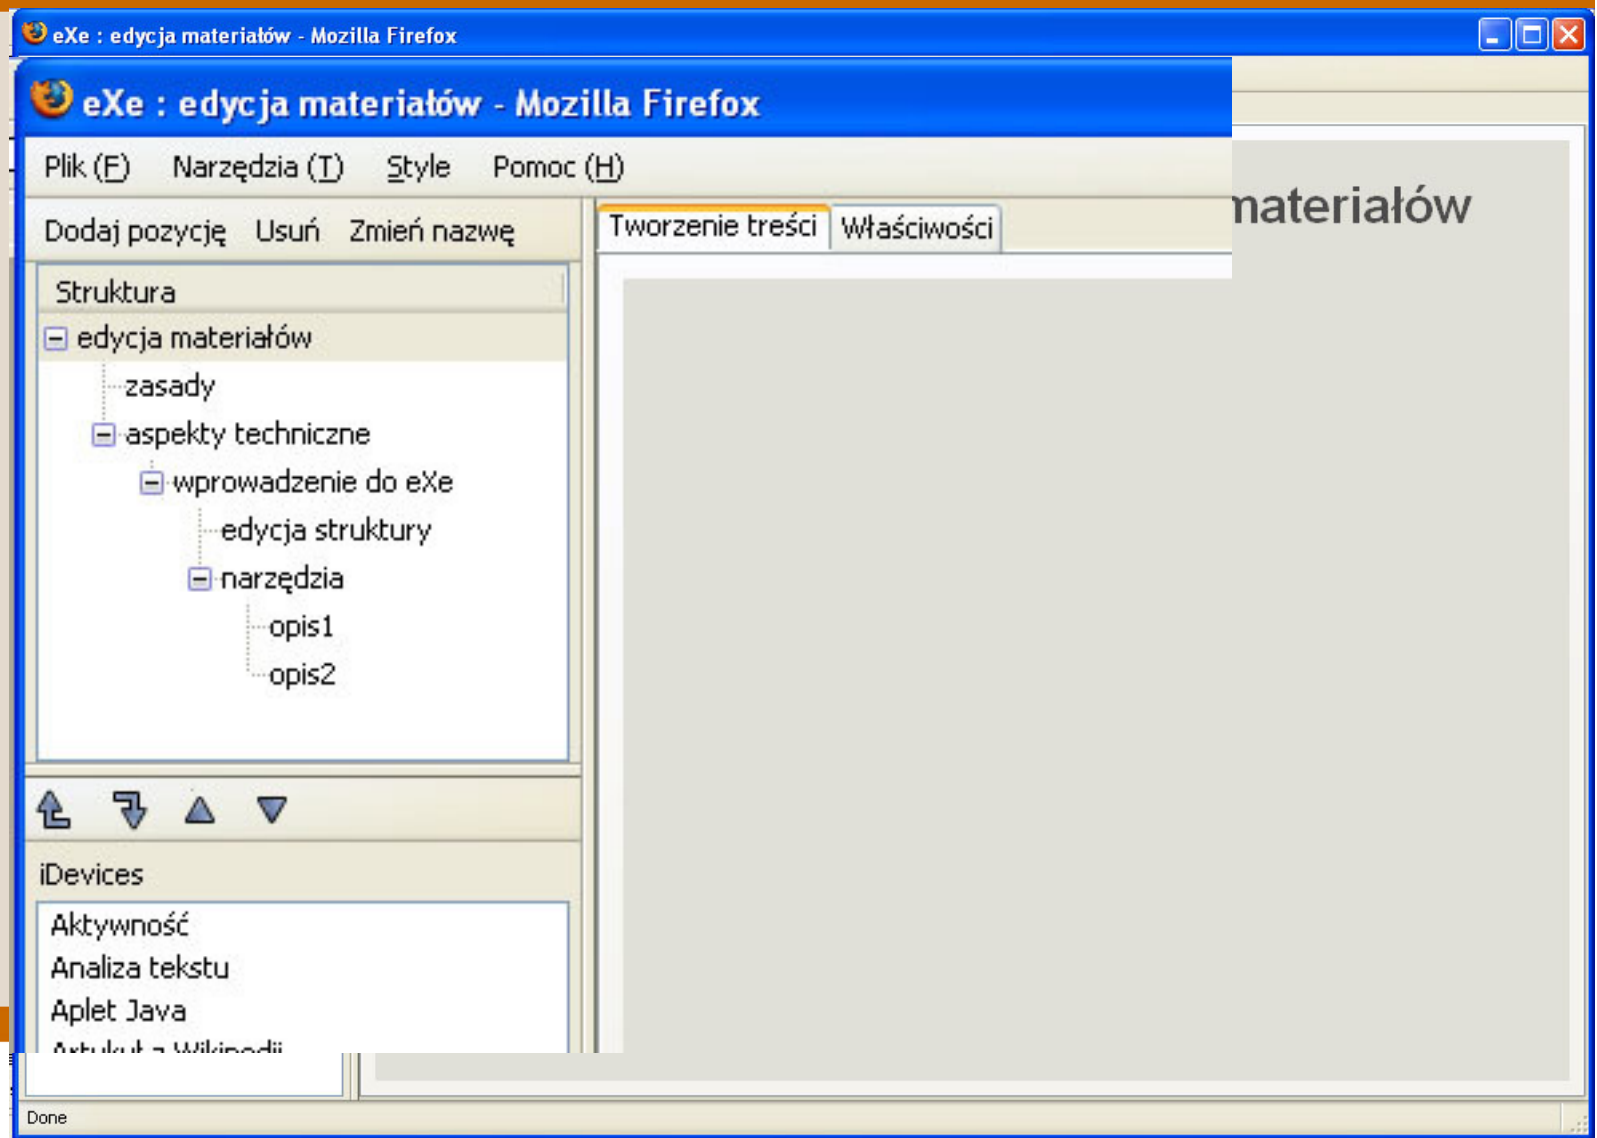 eXe : edycja materiałów - Mozilla Firefox
eXe : edycja materiałów - Mozilla Firefox
Plik (F) Narzędzia (T) Style Pomoc (H)
materiałów
Dodaj pozycję Usuń Zmień nazwę
Tworzenie treści Właściwości
Struktura
edycja materiałów
zasady
aspekty techniczne
wprowadzenie do eXe
edycja struktury
narzędzia
opis1
opis2
iDevices
Aktywność
Analiza tekstu
Aplet Java
Artykuł z Wikipedii
Done